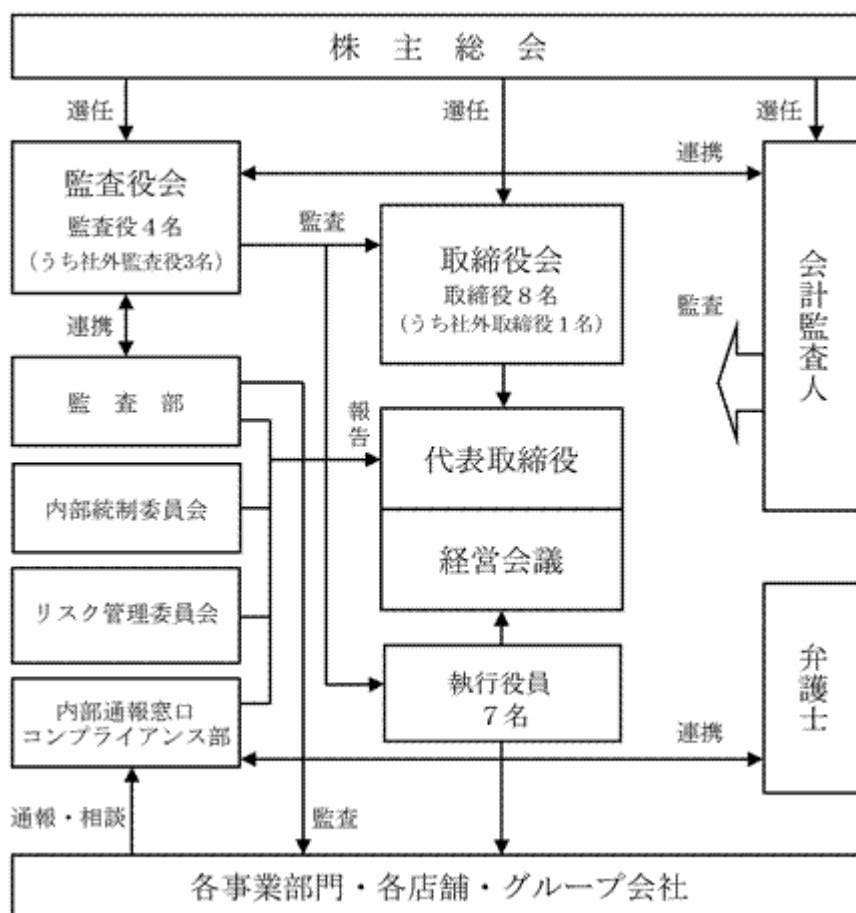 株主総会
選任
選任
選任
監査役会
監査役4名
(うち社外監査役3名)
連携
監査
取締役会
取締役8名
(うち社外取締役1名)
会計監査人
監査
連携
監査部
報告
代表取締役
内部統制委員会
経営会議
リスク管理委員会
執行役員
7名
弁護士
内部通報窓口
コンプライアンス部
連携
通報・相談
監査
各事業部門・各店舗・グループ会社